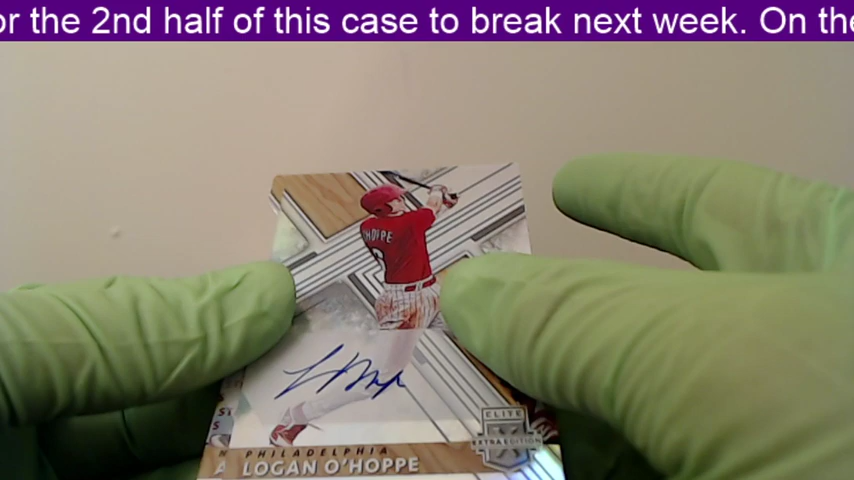 or the 2nd half of this case to break next week. On the
HOPPE
ELITE
EXTRA EDITION
PHILADELPHIA
LOGAN O'HOPPE